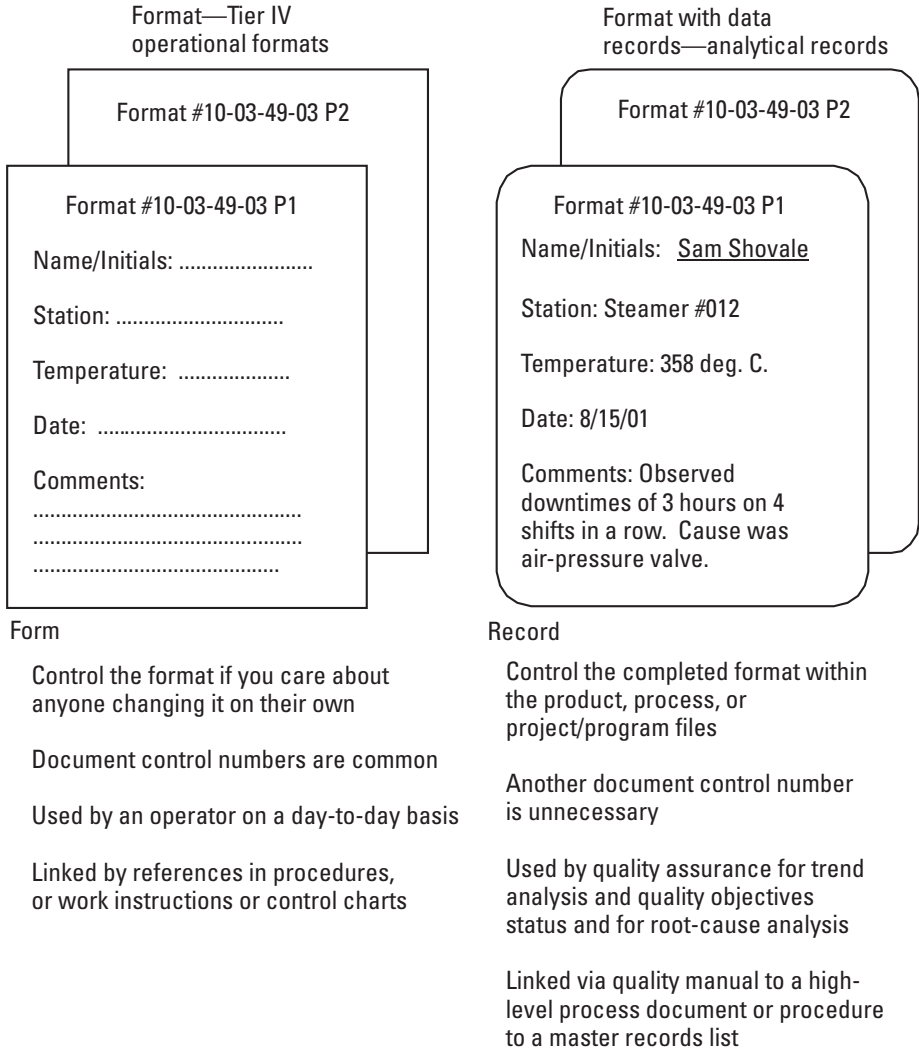 Format—Tier IV
operational formats
Format #10-03-49-03 P2
Format #10-03-49-03 P1
Name/Initials: ........................
Station: ...............................
Temperature: .....................
Date: ...................................
Comments:
..................................................
..................................................
..............................................
Form
Control the format if you care about
anyone changing it on their own
Document control numbers are common
Used by an operator on a day-to-day basis
Linked by references in procedures,
or work instructions or control charts
Format with data
records—analytical records
Format #10-03-49-03 P2
Format #10-03-49-03 P1
Name/Initials: Sam Shovale
Station: Steamer #012
Temperature: 358 deg. C.
Date: 8/15/01
Comments: Observed
downtimes of 3 hours on 4
shifts in a row. Cause was
air-pressure valve.
Record
Control the completed format within
the product, process, or
project/program files
Another document control number
is unnecessary
Used by quality assurance for trend
analysis and quality objectives
status and for root-cause analysis
Linked via quality manual to a high-
level process document or procedure
to a master records list